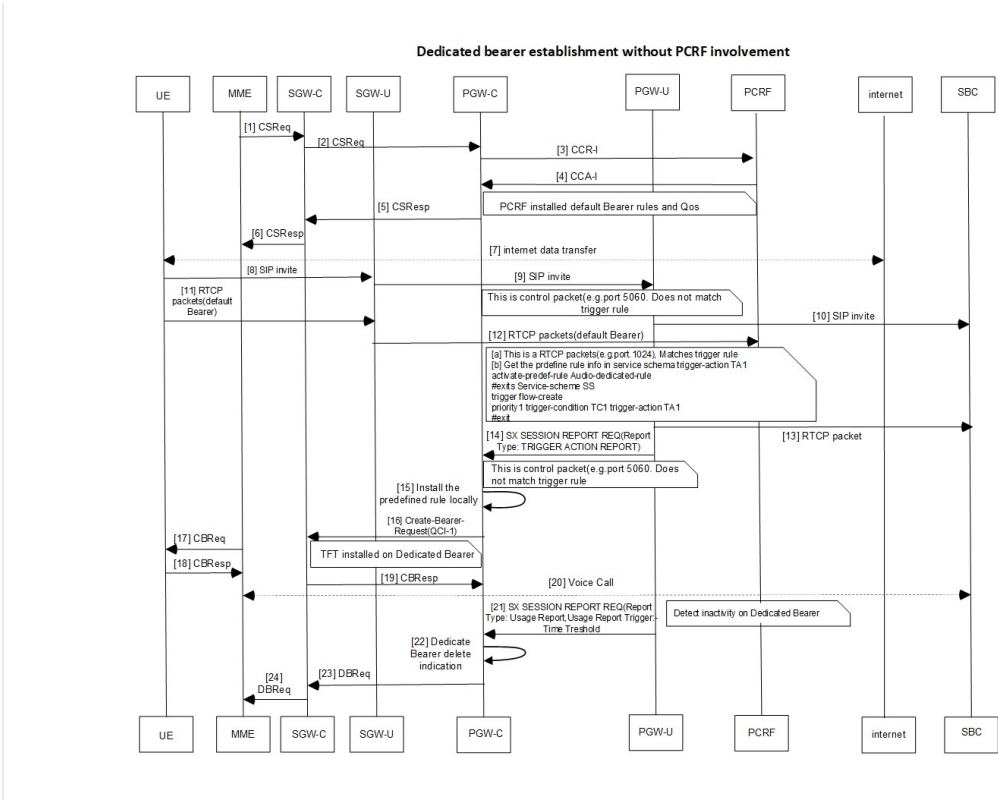 Dedicated bearer establishment without PCRF involvement
UE
MME
SGW-C
SGW-U
PGW-C
PGW-U
PCRF
internet
SBC
[1] CSReq
[2] CSReq
[3] CCR-I
[4] CCA-I
PCRF installed default Bearer rules and Qos
[5] CSResp
[6] CSResp
[7] internet data transfer
[8] SIP invite
[9] SIP invite
[11] RTCP
packets(default
Bearer)
This is control packet(e.g.port 5060. Does not match
trigger rule
[10] SIP invite
[12] RTCP packets(default Bearer)
[a] This is a RTCP packets(e.g.port.1024), Matches trigger rule
[b] Get the prdefine rule info in service schema trigger-action TA1
activate-predef-rule Audio-dedicated-rule
#exits Service-scheme SS
trigger flow-create
priority1 trigger-condition TC1 trigger-action TA1
#exit
[13] RTCP packet
[14] SX SESSION REPORT REQ(Report
Type: TRIGGER ACTION REPORT)
This is control packet(e.g.port 5060. Does
not match trigger rule
[15] Install the
predefined rule locally
[16] Create-Bearer-
Request(QCI-1)
[17] CBReq
TFT installed on Dedicated Bearer
[18] CBResp
[19] CBResp
[20] Voice Call
[21] SX SESSION REPORT REQ(Report
Type: Usage Report,Usage Report Trigger:-
Time Treshold
Detect inactivity on Dedicated Bearer
[22] Dedicate
Bearer delete
indication
[23] DBReq
[24]
DBReq
UE
MME
SGW-C
SGW-U
PGW-C
PGW-U
PCRF
internet
SBC